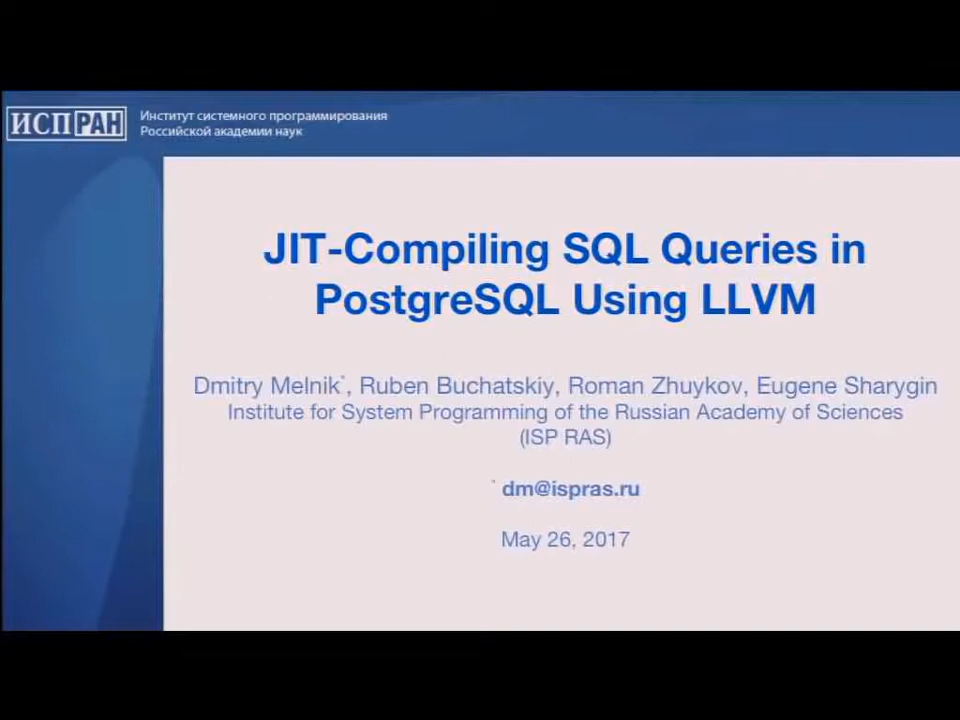 ИСП РАН
Институт системного программирования
Российской академии наук
JIT-Compiling SQL Queries in
PostgreSQL Using LLVM
Dmitry Melnik*, Ruben Buchatskiy, Roman Zhuykov, Eugene Sharygin
Institute for System Programming of the Russian Academy of Sciences
(ISP RAS)
* dm@ispras.ru
May 26, 2017